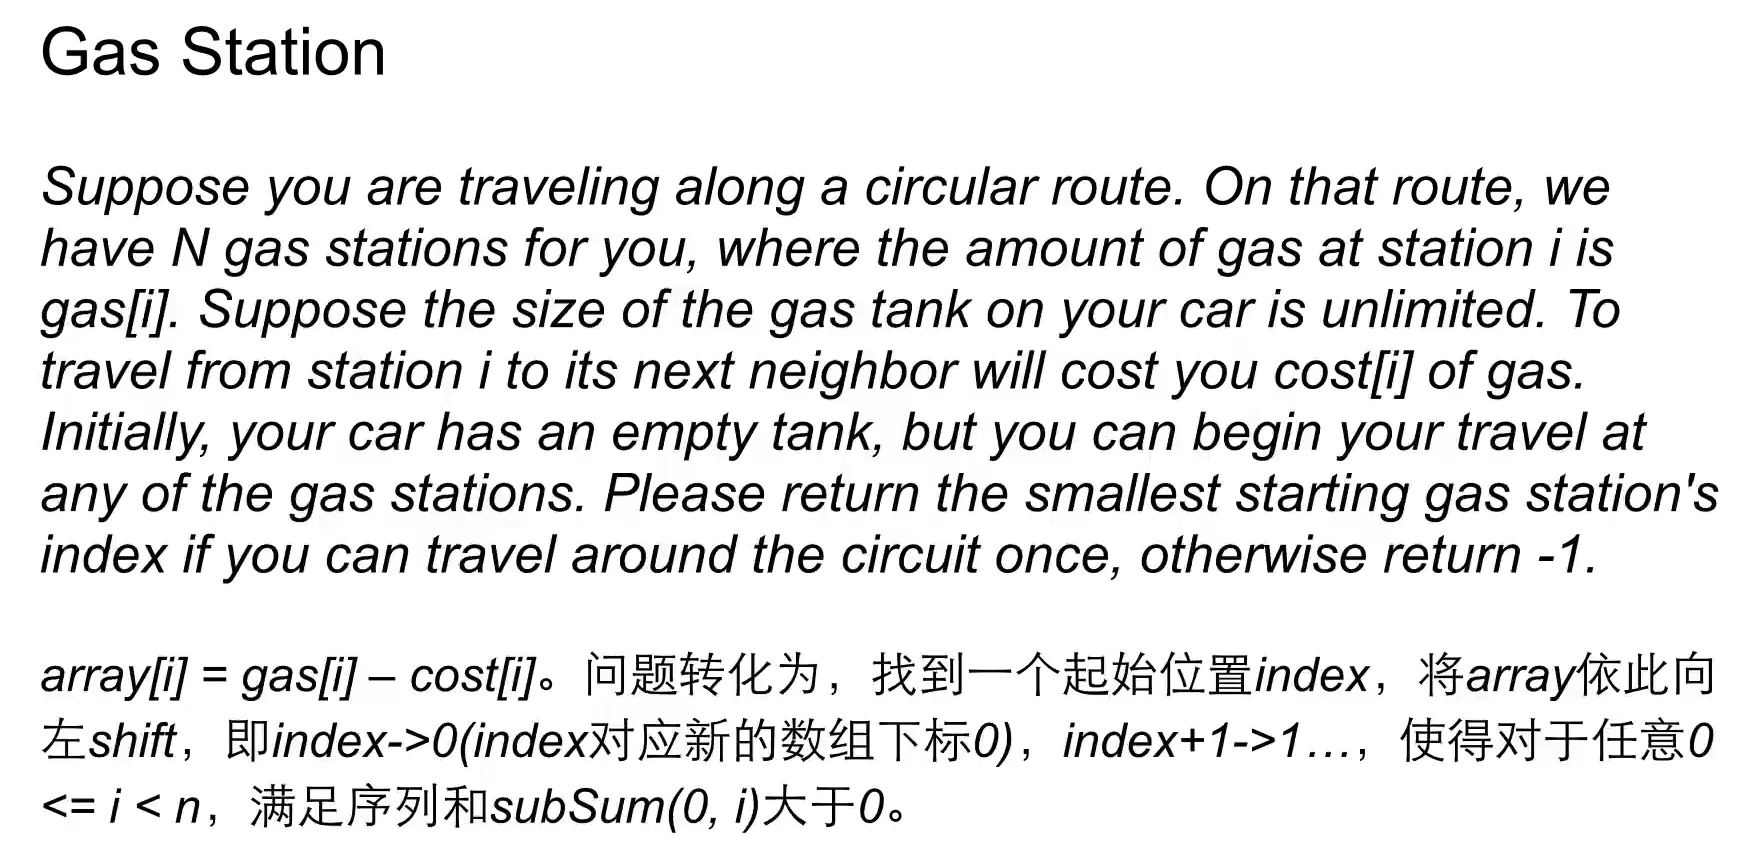 Gas Station
Suppose you are traveling along a circular route. On that route, we
have N gas stations for you, where the amount of gas at station i is
gas[i]. Suppose the size of the gas tank on your car is unlimited. To
travel from station i to its next neighbor will cost you cost[i] of gas.
Initially, your car has an empty tank, but you can begin your travel at
any of the gas stations. Please return the smallest starting gas station's
index if you can travel around the circuit once, otherwise return -1.
array[i] = gas[i] – cost[i]。问题转化为，找到一个起始位置index，将array依此向
左shift，即index->0(index对应新的数组下标0)，index+1->1…，使得对于任意0
<= i < n，满足序列和subSum(0, i)大于0。